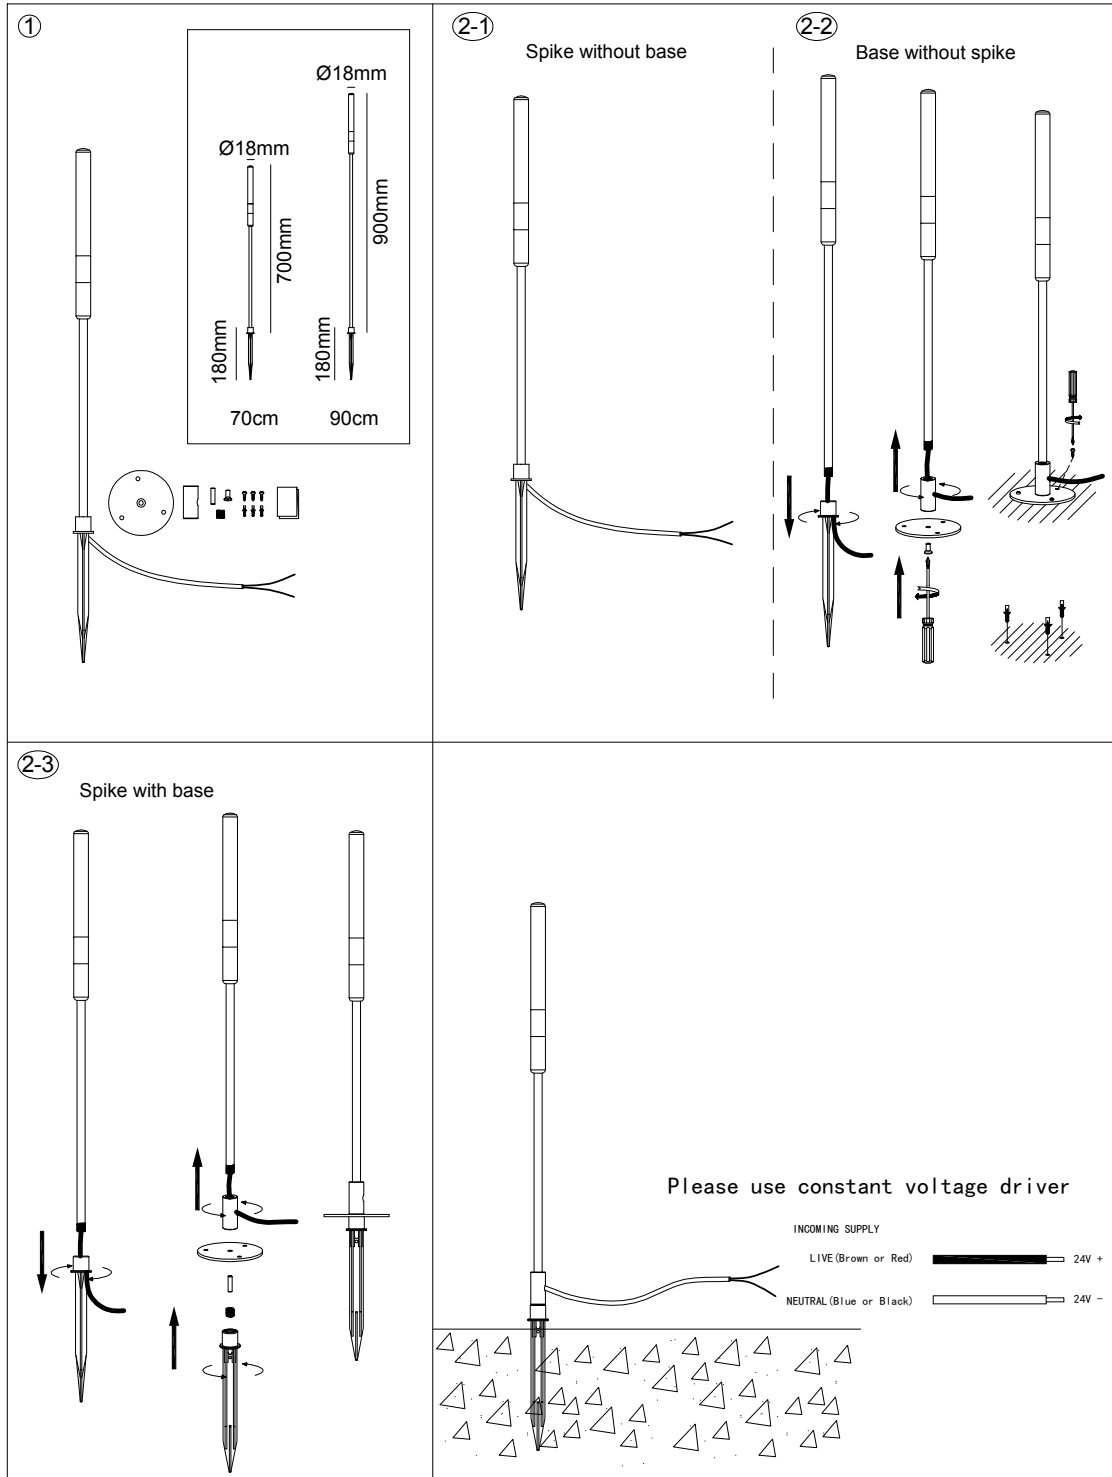 1
Ø18mm
Ø18mm
900mm
700mm
180mm
180mm
70cm
90cm
2-1
Spike without base
2-2
Base without spike
2-3
Spike with base
Please use constant voltage driver
INCOMING SUPPLY
LIVE(Brown or Red)
24V +
NEUTRAL(Blue or Black)
24V -